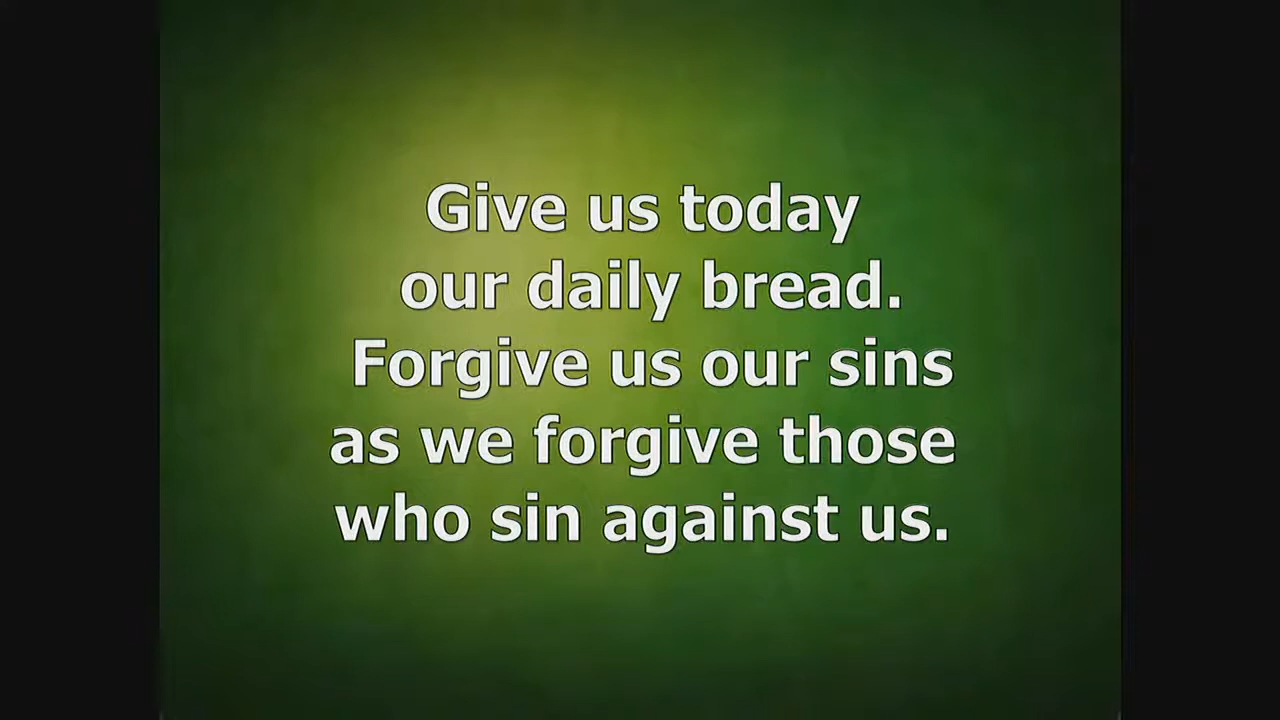 Give us today
our daily bread.
Forgive us our sins
as we forgive those
who sin against us.